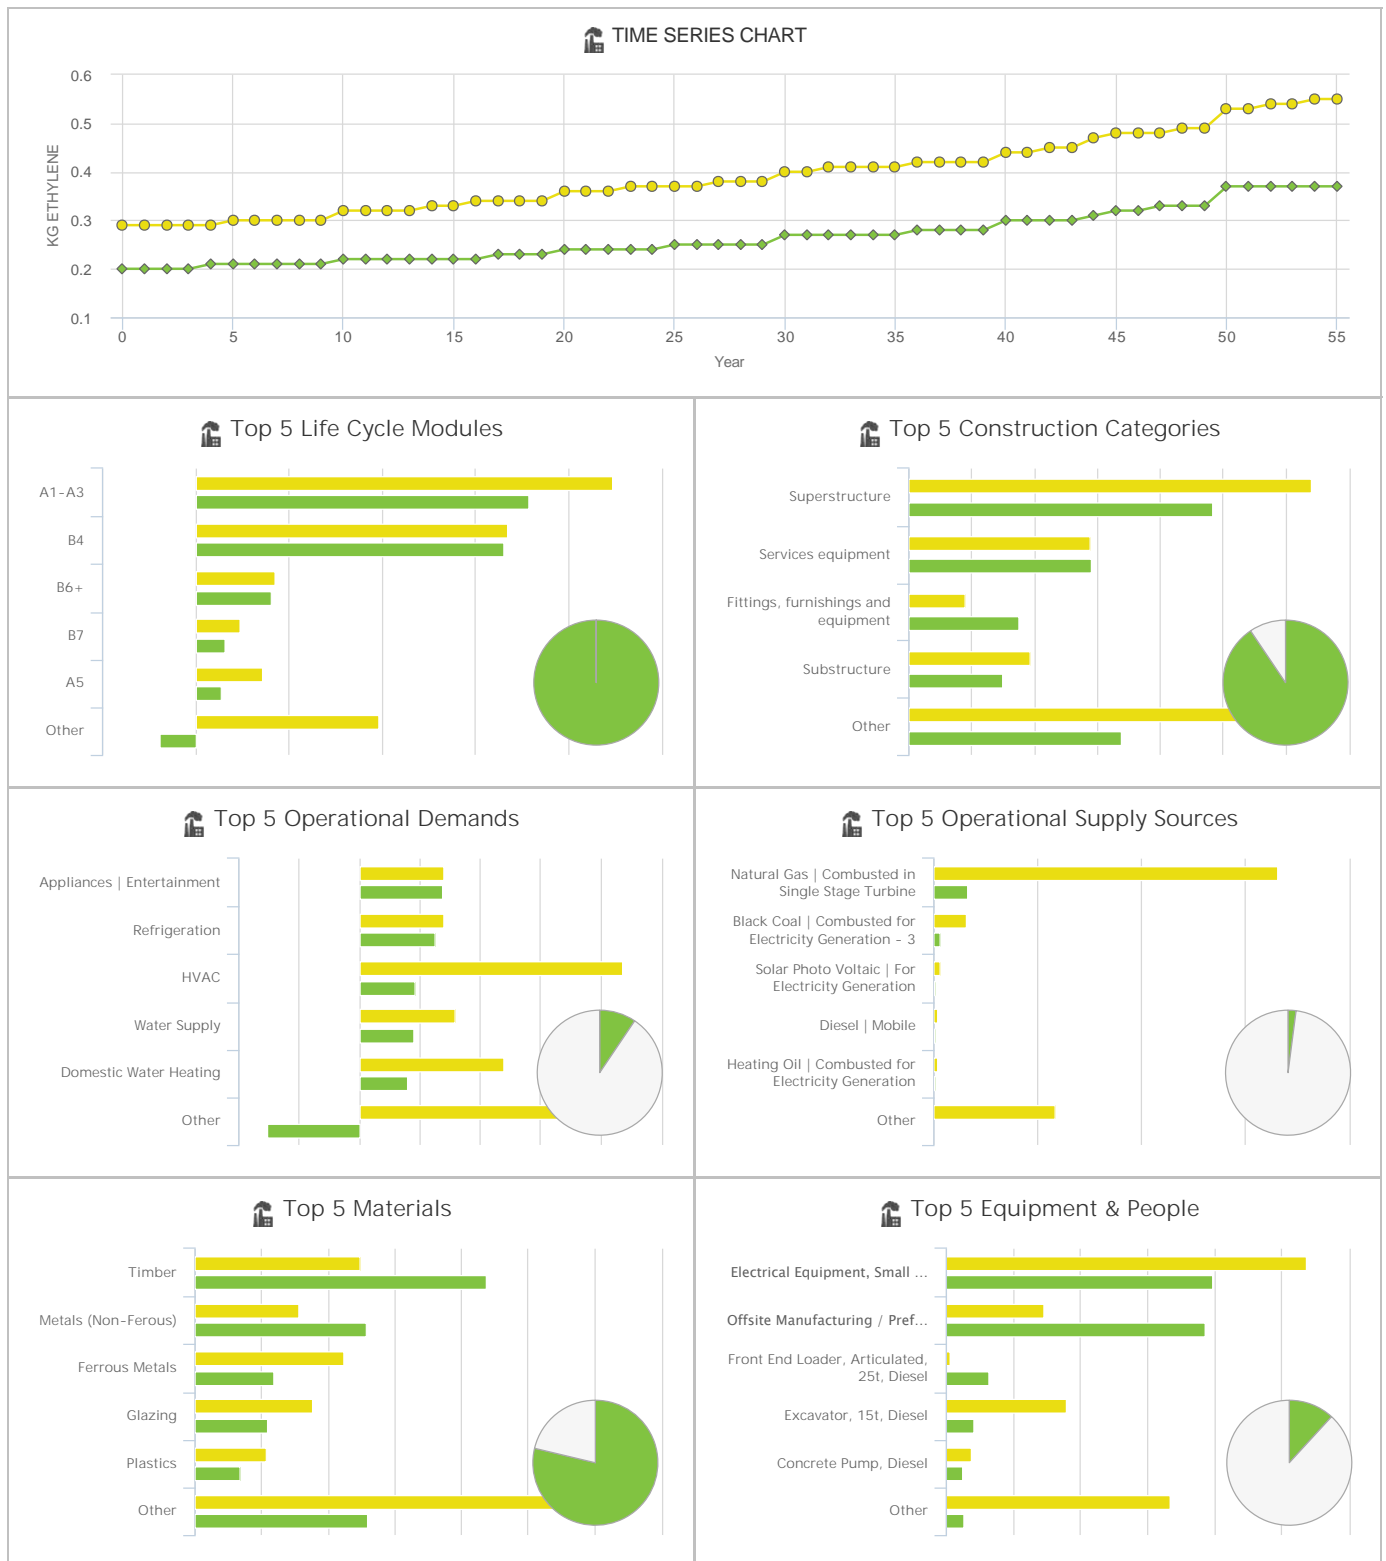 TIME SERIES CHART
KG ETHYLENE
0.6
0.5
0.4
0.3
0.2
0.1
0 5 10 15 20 25 30 35 40 45 50 55
Year
Top 5 Life Cycle Modules
A1-A3
B4
B6+
B7
A5
Other
Top 5 Construction Categories
Superstructure
Services equipment
Fittings, furnishings and
equipment
Substructure
Other
Top 5 Operational Demands
Appliances | Entertainment
Refrigeration
HVAC
Water Supply
Domestic Water Heating
Other
Top 5 Operational Supply Sources
Natural Gas | Combusted in
Single Stage Turbine
Black Coal | Combusted for
Electricity Generation - 3
Solar Photo Voltaic | For
Electricity Generation
Diesel | Mobile
Heating Oil | Combusted for
Electricity Generation
Other
Top 5 Materials
Timber
Metals (Non-Ferous)
Ferrous Metals
Glazing
Plastics
Other
Top 5 Equipment & People
Electrical Equipment, Small ...
Offsite Manufacturing / Pref...
Front End Loader, Articulated,
25t, Diesel
Excavator, 15t, Diesel
Concrete Pump, Diesel
Other